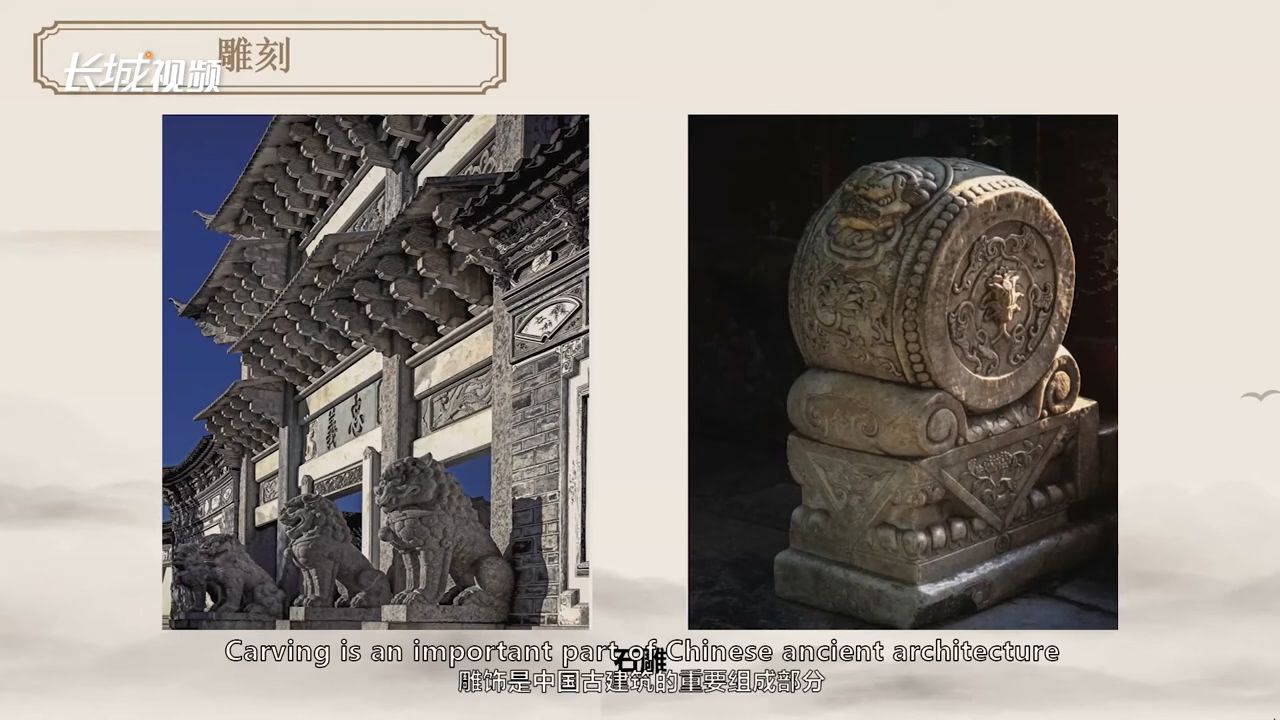 雕刻
长城视频
忠義
Carving is an important part of Chinese ancient architecture
石雕
雕饰是中国古建筑的重要组成部分